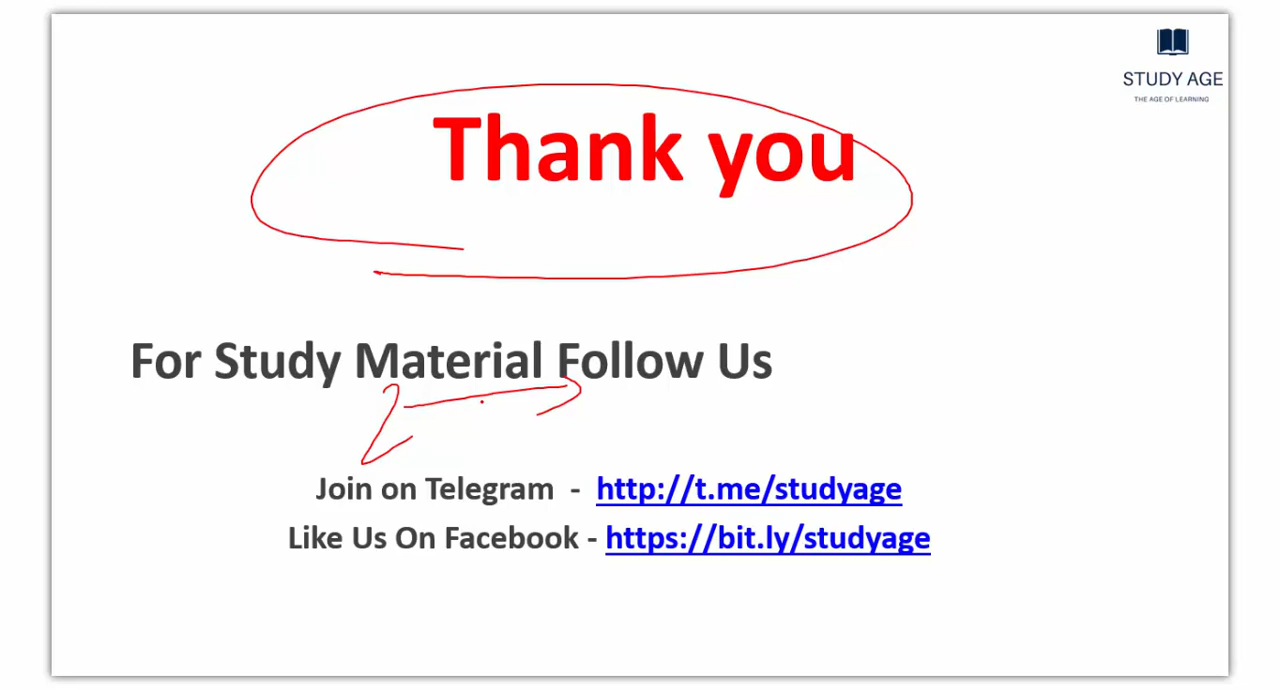 STUDY AGE
THE AGE OF LEARNING
Thank you
For Study Material Follow Us
Join on Telegram - http://t.me/studyage
Like Us On Facebook - https://bit.ly/studyage